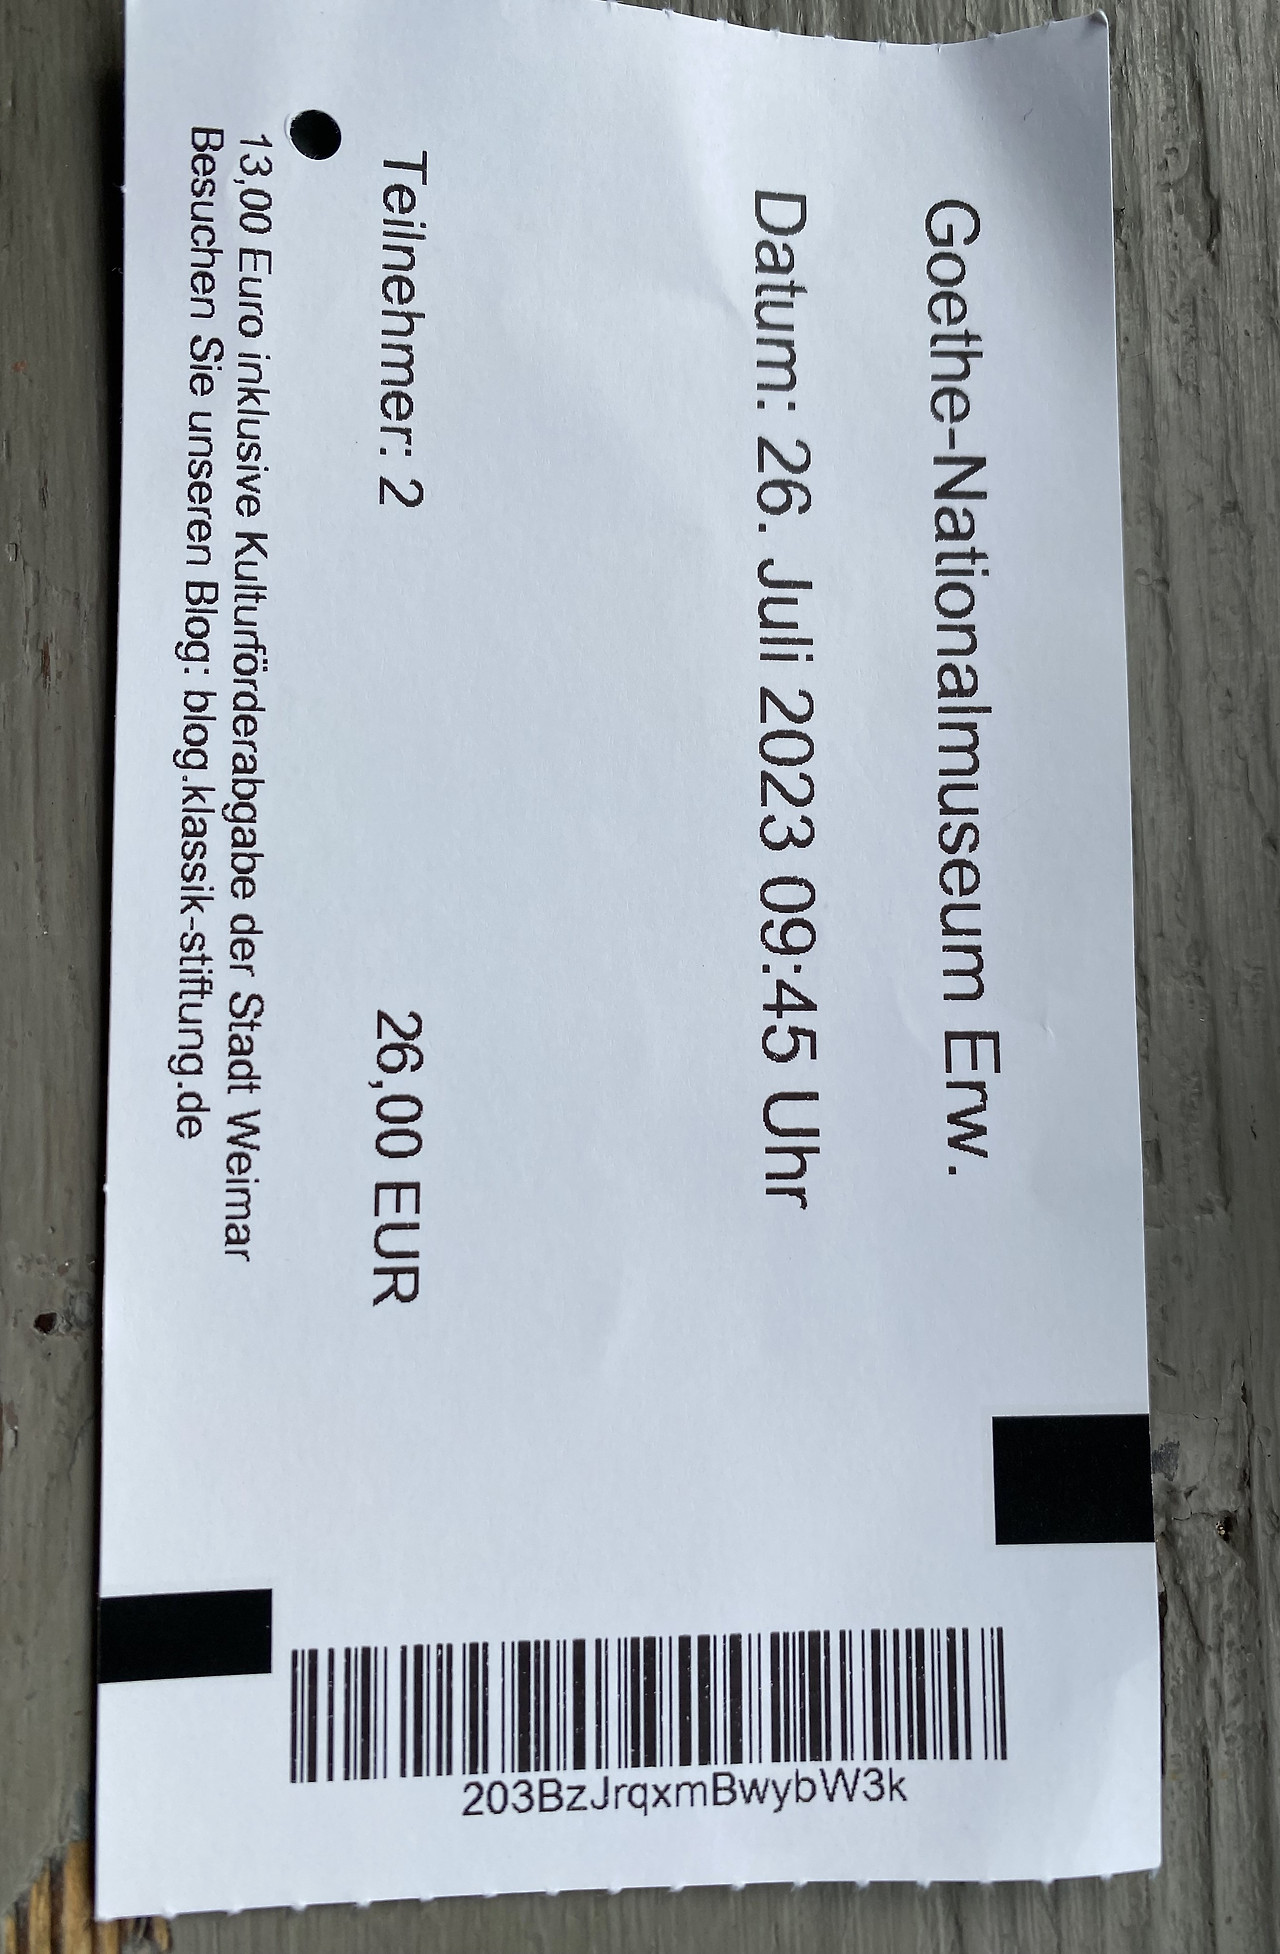 Goethe-Nationalmuseum Erw.
Datum: 26. Juli 2023 09:45 Uhr
Teilnehmer: 2 26,00 EUR
13,00 Euro inklusive Kulturförderabgabe der Stadt Weimar
Besuchen Sie unseren Blog: blog.klassik-stiftung.de
203BzJrqxmBwybW3k